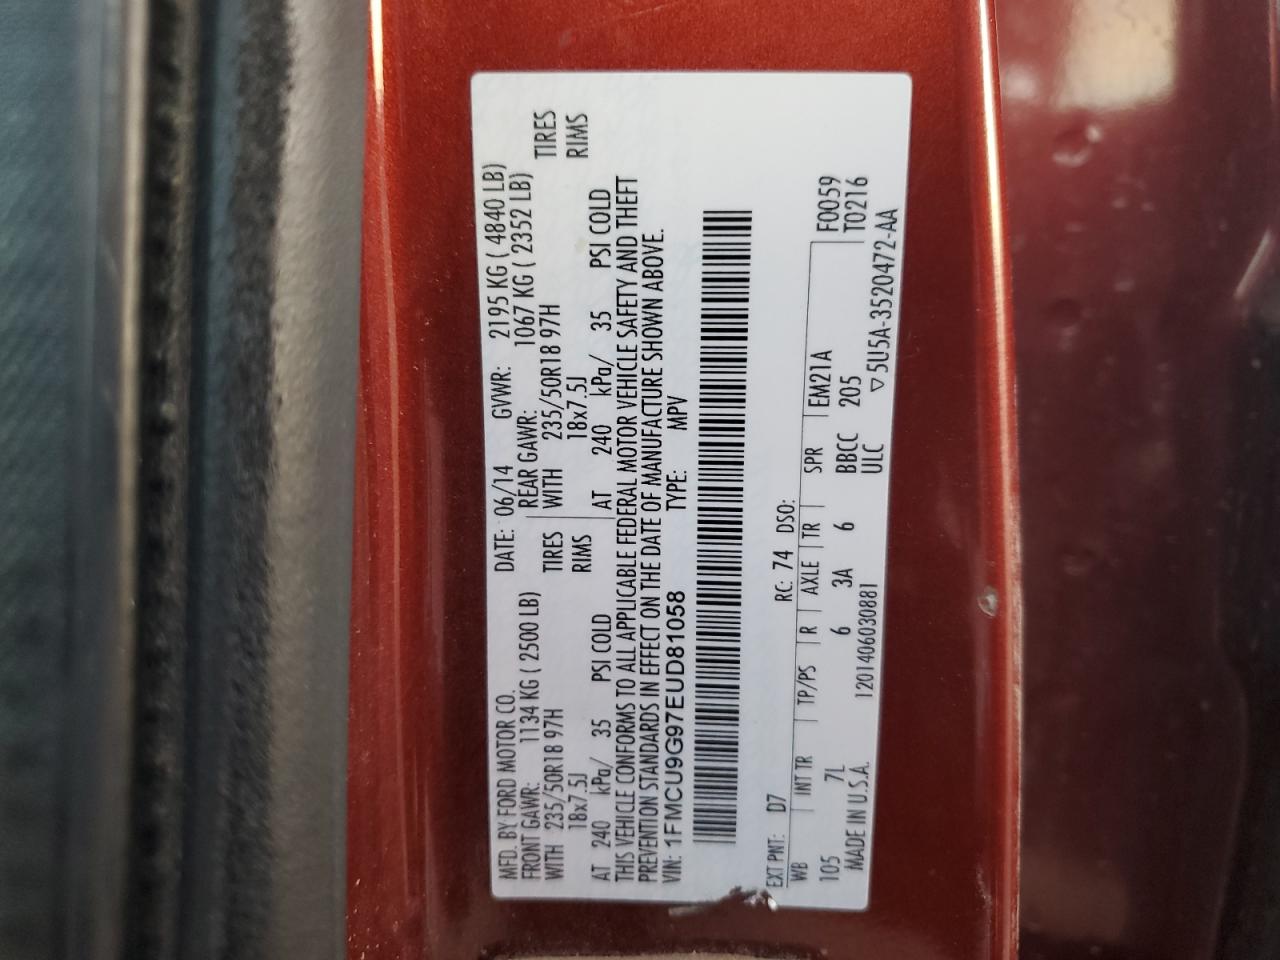 MFD. BY FORD MOTOR CO. DATE: 06/14 GVWR: 2195 KG ( 4840 LB)
FRONT GAWR: 1134 KG ( 2500 LB) REAR GAWR: 1067 KG ( 2352 LB)
WITH 235/50R18 97H TIRES WITH 235/50R18 97H TIRES
18x7.5J RIMS 18x7.5J RIMS
AT 240 kPa/ 35 PSI COLD AT 240 kPa/ 35 PSI COLD
THIS VEHICLE CONFORMS TO ALL APPLICABLE FEDERAL MOTOR VEHICLE SAFETY AND THEFT
PREVENTION STANDARDS IN EFFECT ON THE DATE OF MANUFACTURE SHOWN ABOVE.
VIN: 1FMCU9G97EUD81058 TYPE: MPV
EXT PNT: D7 RC: 74 DSO:
WB INT TR TP/PS R AXLE TR SPR EM21A F0059
105 7L 6 3A 6 BBCC 205 T0216
MADE IN U.S.A. 1201406030881 ULC ▽5U5A-3520472-AA